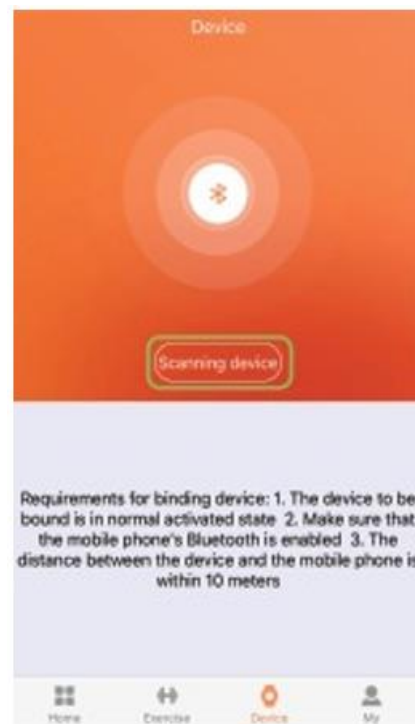 Device
Scanning device
Requirements for binding device: 1. The device to be
bound is in normal activated state 2. Make sure that
the mobile phone's Bluetooth is enabled 3. The
distance between the device and the mobile phone is
within 10 meters
Home Exercise Device My